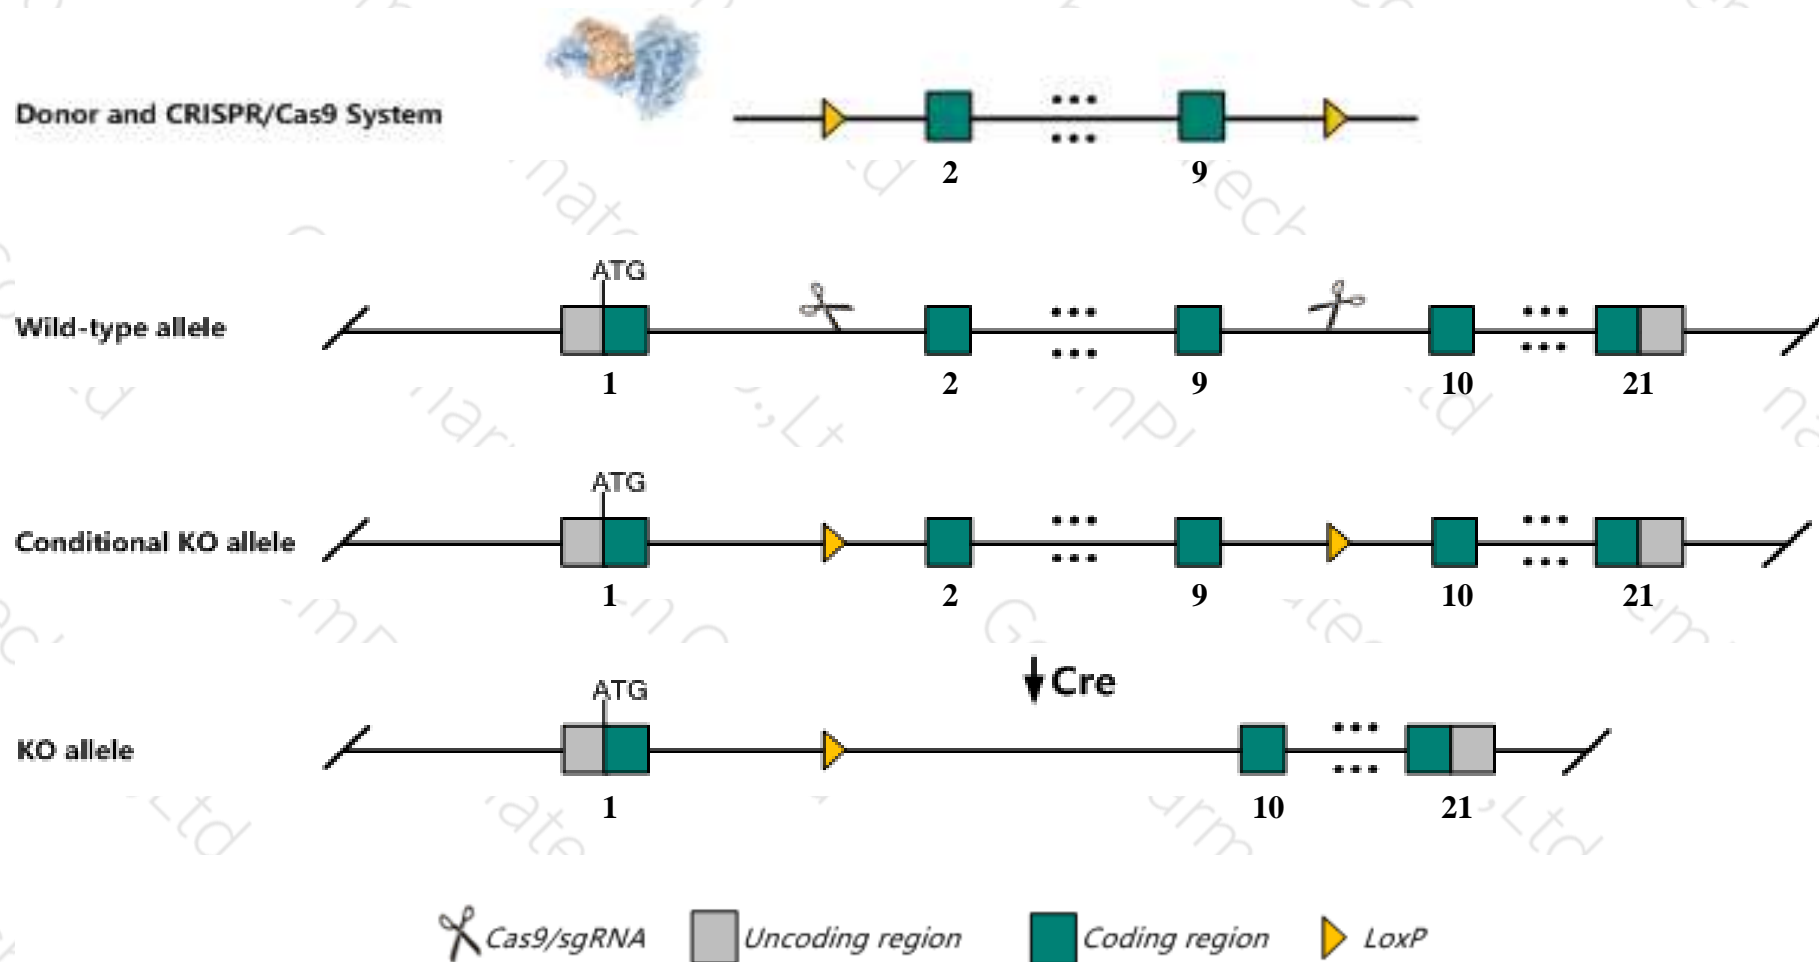 Donor and CRISPR/Cas9 System
2 9
ATG
Wild-type allele
1 2 9 10 21
ATG
Conditional KO allele
1 2 9 10 21
Cre
ATG
KO allele
1 10 21
Cas9/sgRNA Uncoding region Coding region LoxP